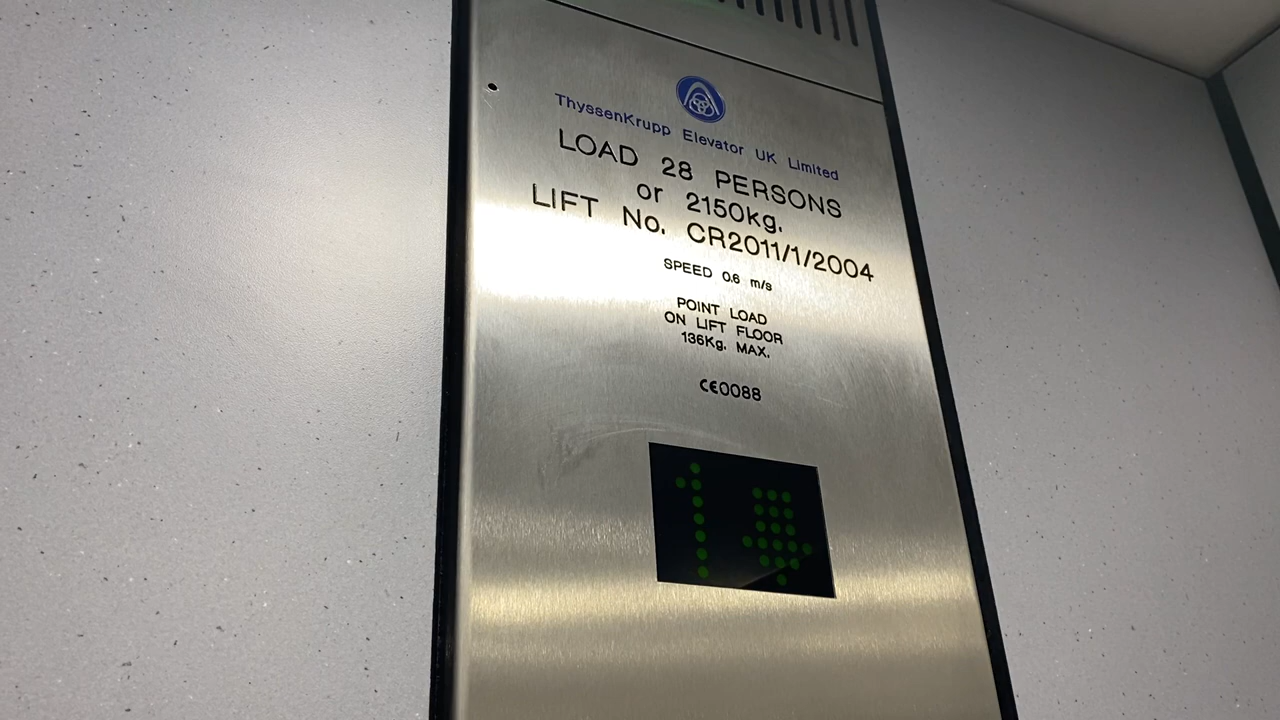 ThyssenKrupp Elevator UK Limited
LOAD 28 PERSONS
or 2150kg.
LIFT No. CR2011/1/2004
SPEED 0.6 m/s
POINT LOAD
ON LIFT FLOOR
136Kg. MAX.
CE0088
1